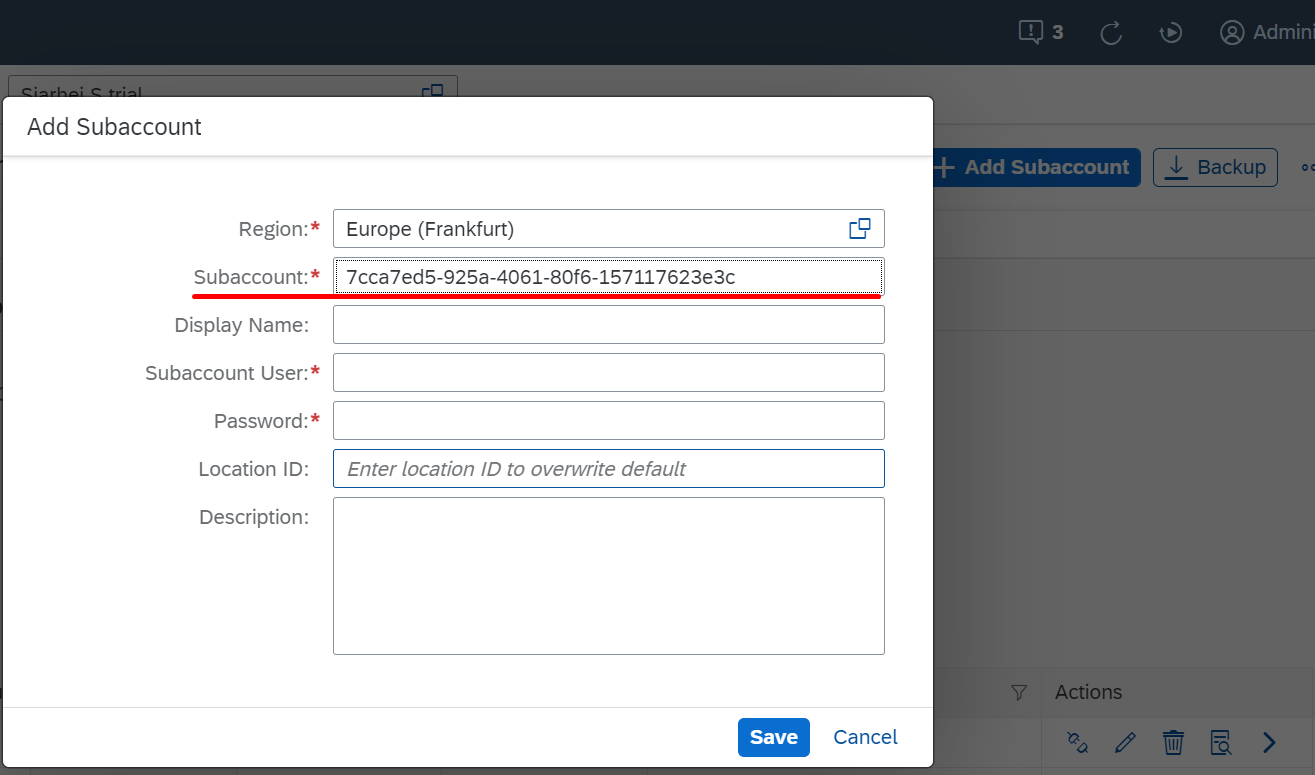 3
Admini
Siarhei S trial
Add Subaccount
Add Subaccount
Backup
Region:*
Europe (Frankfurt)
Subaccount:*
7cca7ed5-925a-4061-80f6-157117623e3c
Display Name:
Subaccount User:*
Password:*
Location ID:
Enter location ID to overwrite default
Description:
Actions
Save
Cancel